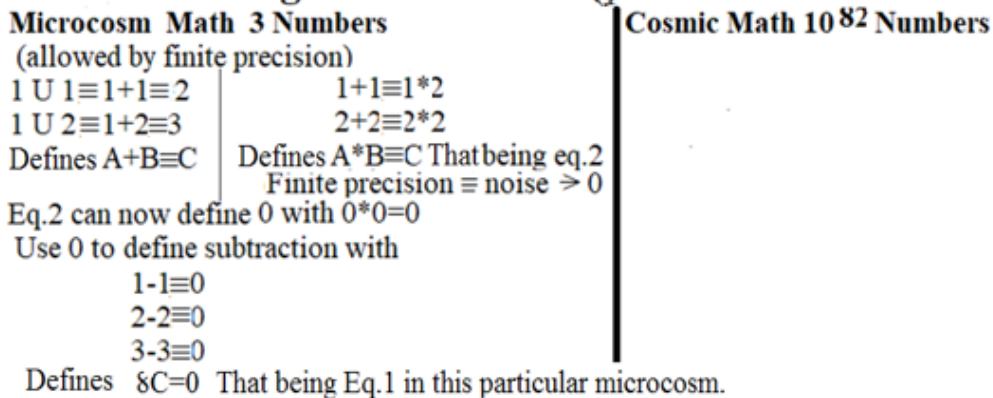 Microcosm Math 3 Numbers
(allowed by finite precision)
1 U 1≡1+1≡2
1 U 2≡1+2≡3
Defines A+B≡C
1+1≡1*2
2+2≡2*2
Defines A*B≡C That being eq.2
Finite precision ≡ noise > 0
Eq.2 can now define 0 with 0*0=0
Use 0 to define subtraction with
1-1≡0
2-2≡0
3-3≡0
Defines δC=0 That being Eq.1 in this particular microcosm.
Cosmic Math 10⁸² Numbers